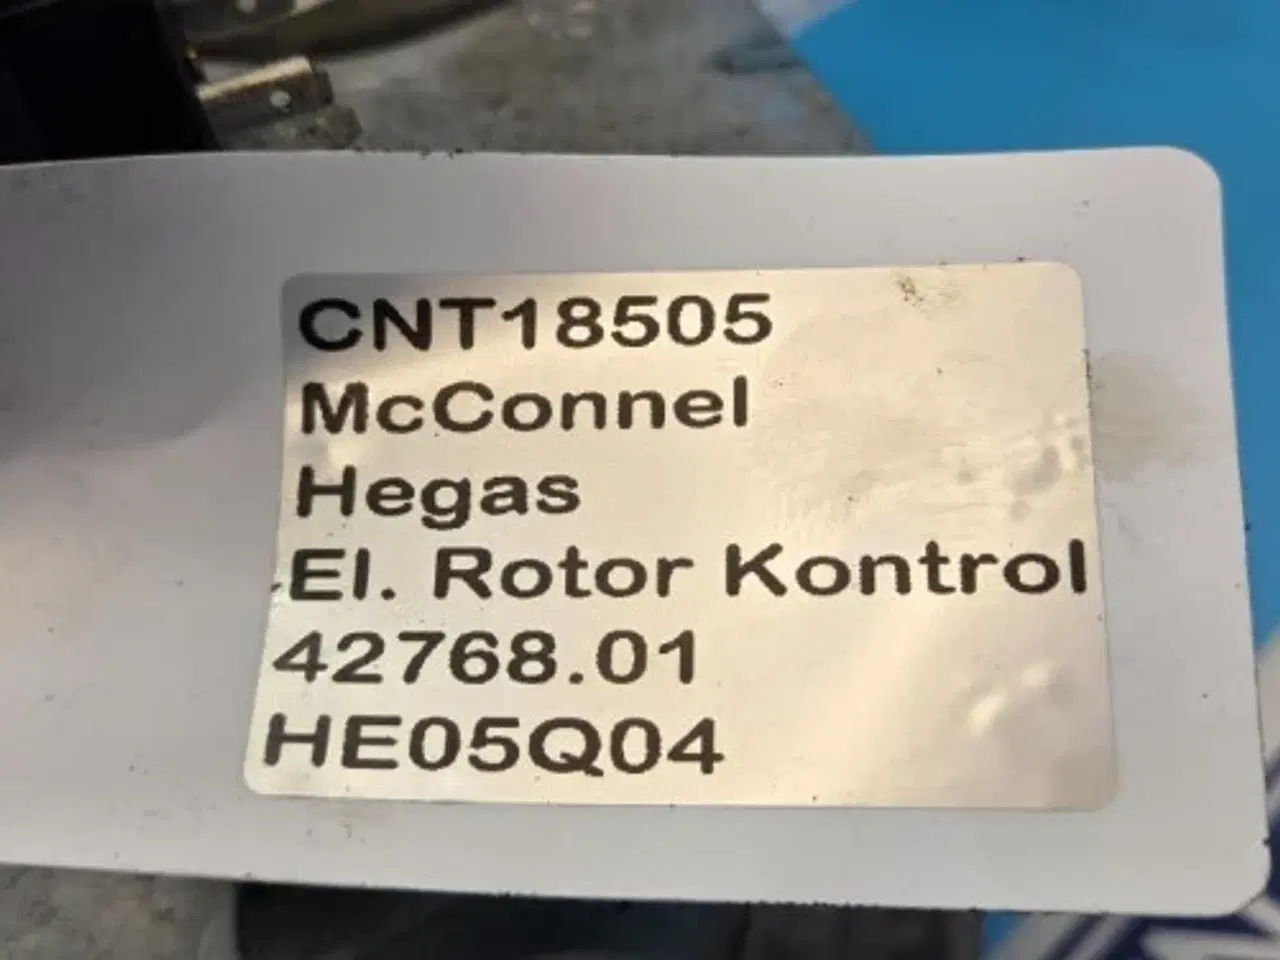 CNT18505
McConnel
Hegas
El. Rotor Kontrol
42768.01
HE05Q04